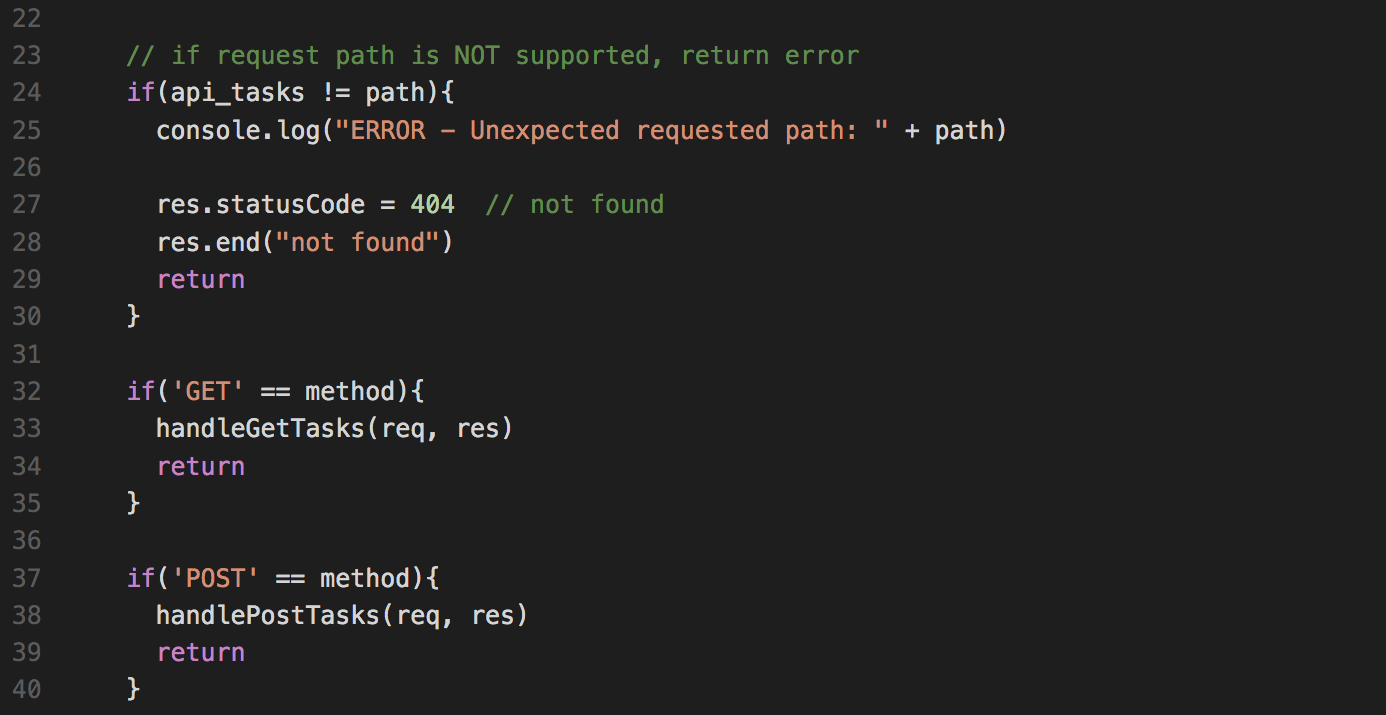 22
23 // if request path is NOT supported, return error
24 if(api_tasks != path){
25 console.log("ERROR – Unexpected requested path: " + path)
26
27 res.statusCode = 404  // not found
28 res.end("not found")
29 return
30 }
31
32 if('GET' == method){
33 handleGetTasks(req, res)
34 return
35 }
36
37 if('POST' == method){
38 handlePostTasks(req, res)
39 return
40 }